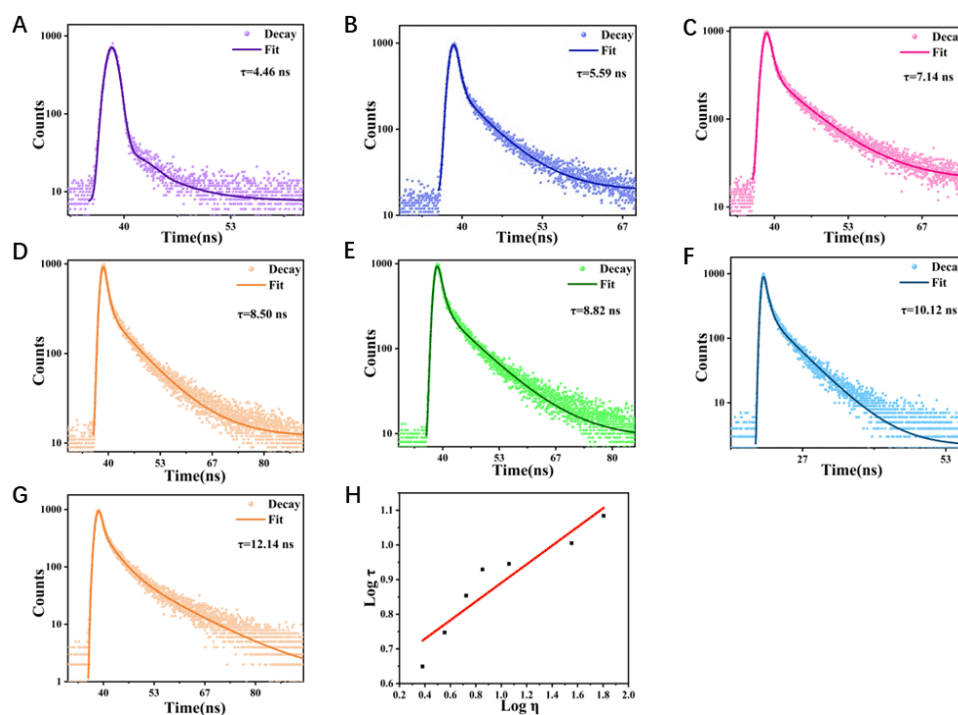 A
1000
100
10
Counts
40
53
Time(ns)
Decay
Fit
τ=4.46 ns
B
1000
100
10
Counts
40
53
67
Time(ns)
Decay
Fit
τ=5.59 ns
C
1000
100
10
Counts
40
53
67
Time(ns)
Decay
Fit
τ=7.14 ns
D
1000
100
10
Counts
40
53
67
80
Time(ns)
Decay
Fit
τ=8.50 ns
E
1000
100
10
Counts
40
53
67
80
Time(ns)
Decay
Fit
τ=8.82 ns
F
1000
100
10
Counts
27
53
Time(ns)
Decay
Fit
τ=10.12 ns
G
1000
100
10
1
Counts
40
53
67
80
Time(ns)
Decay
Fit
τ=12.14 ns
H
1.1
1.0
0.9
0.8
0.7
0.6
Log τ
0.2 0.4 0.6 0.8 1.0 1.2 1.4 1.6 1.8 2.0
Log η